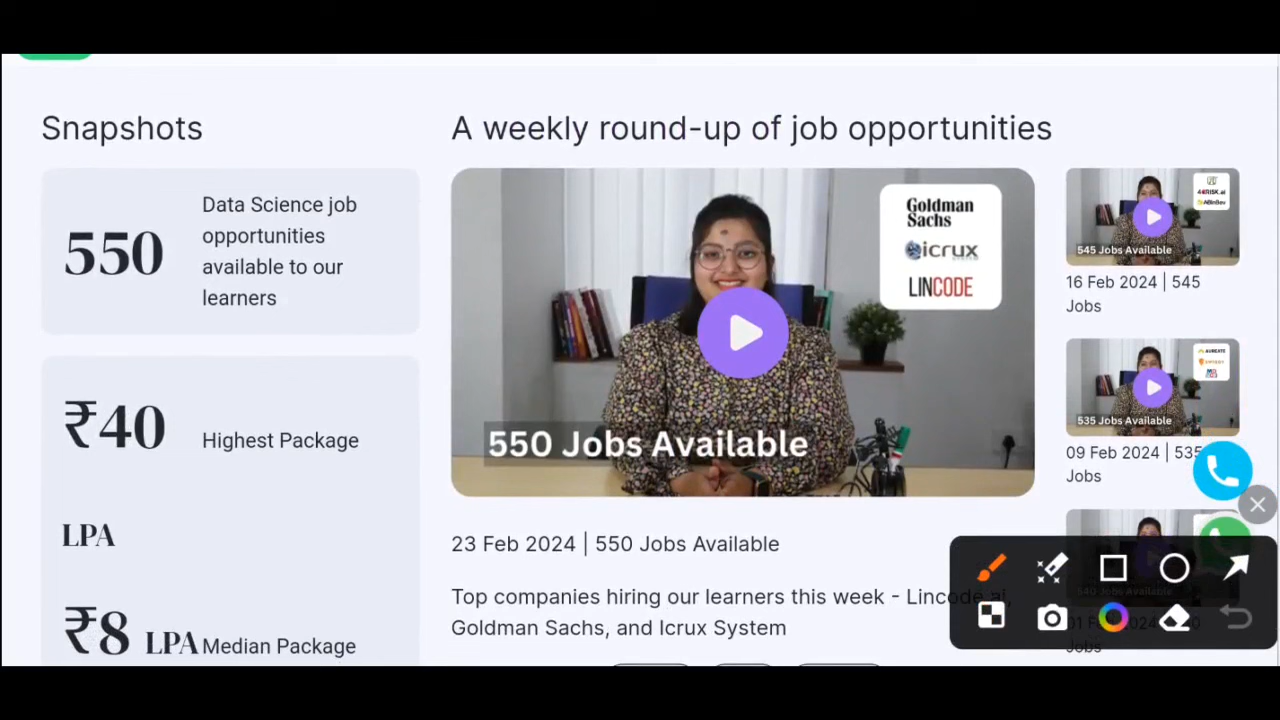 Snapshots
550
Data Science job
opportunities
available to our
learners
₹40
Highest Package
LPA
₹8 LPA
Median Package
A weekly round-up of job opportunities
Goldman
Sachs
icrux
LINCODE
550 Jobs Available
23 Feb 2024 | 550 Jobs Available
Top companies hiring our learners this week - Lincode.ai,
Goldman Sachs, and Icrux System
545 Jobs Available
16 Feb 2024 | 545
Jobs
535 Jobs Available
09 Feb 2024 | 535
Jobs
Jobs